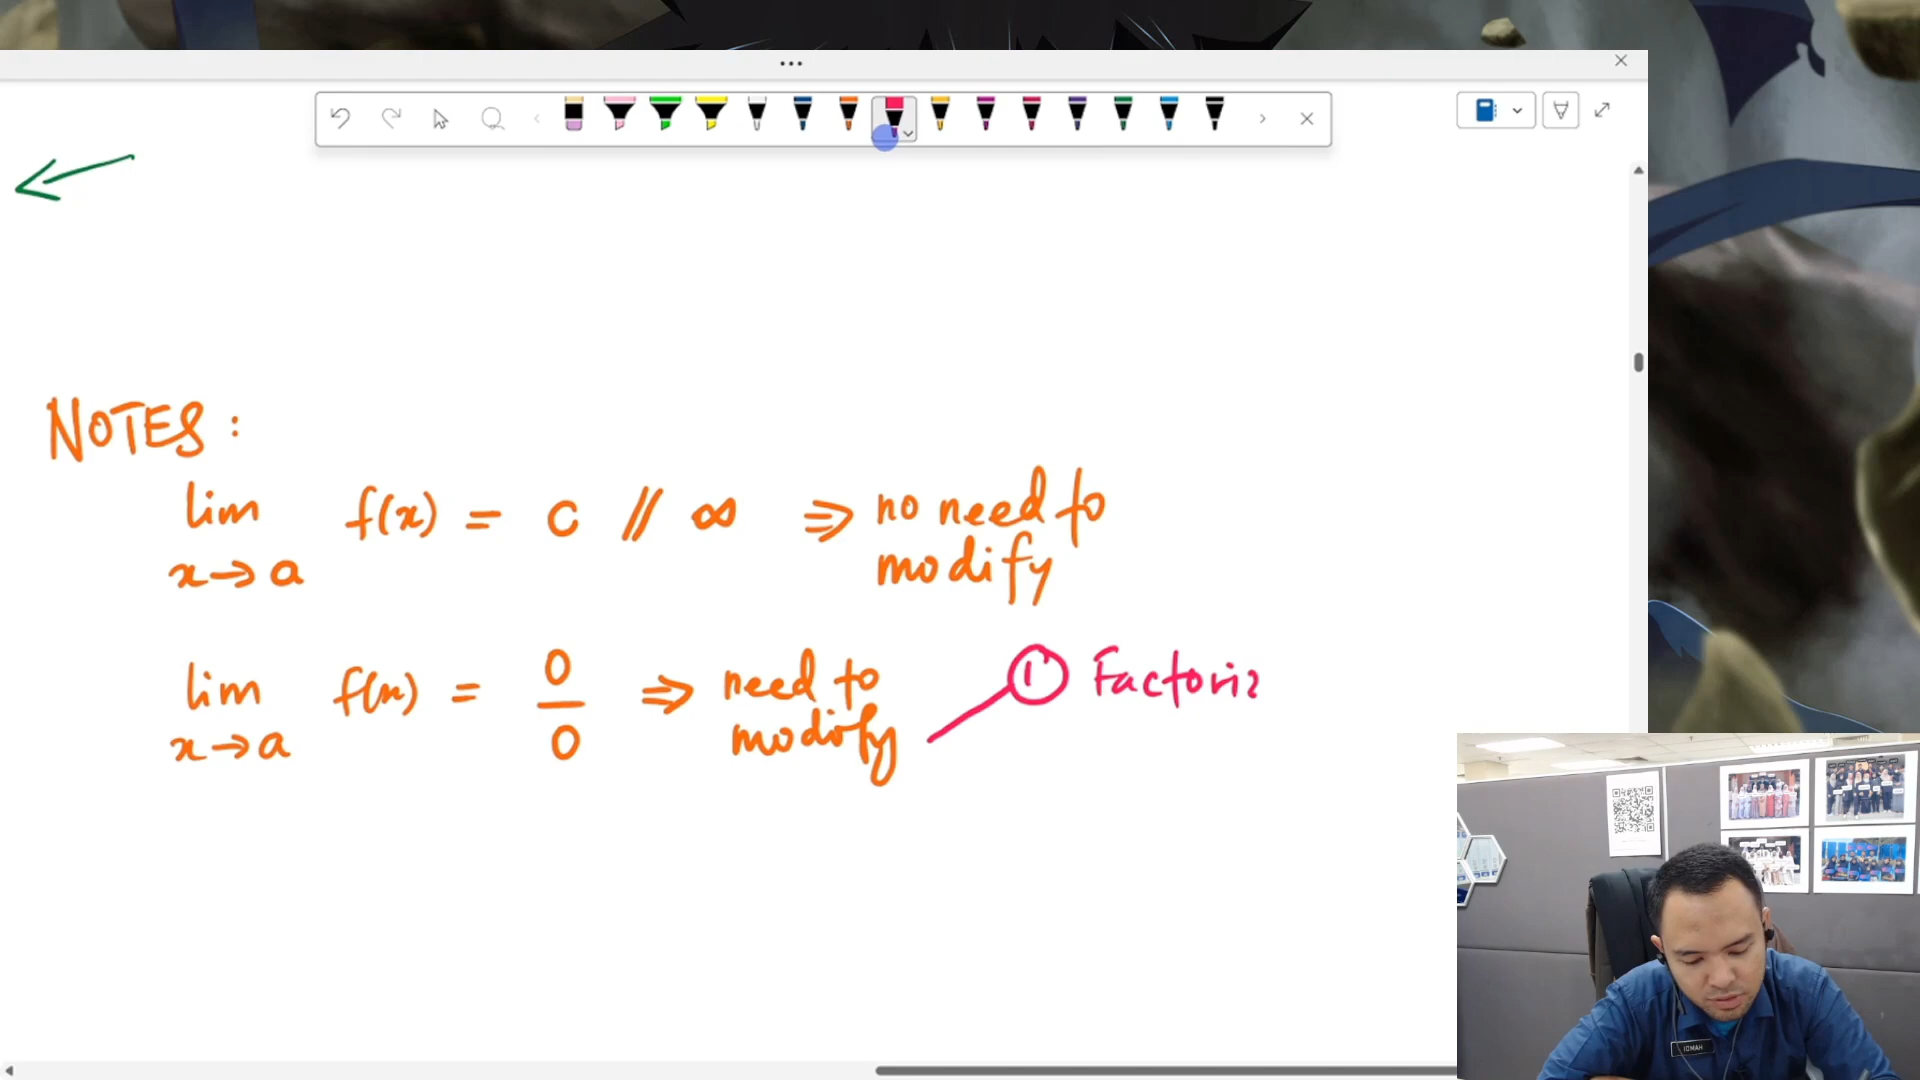 NOTES :
lim f(x) = c // ∞ ⇒ no need to
x→a modify
lim f(x) = 0/0 ⇒ need to ① Factoriz
x→a modify